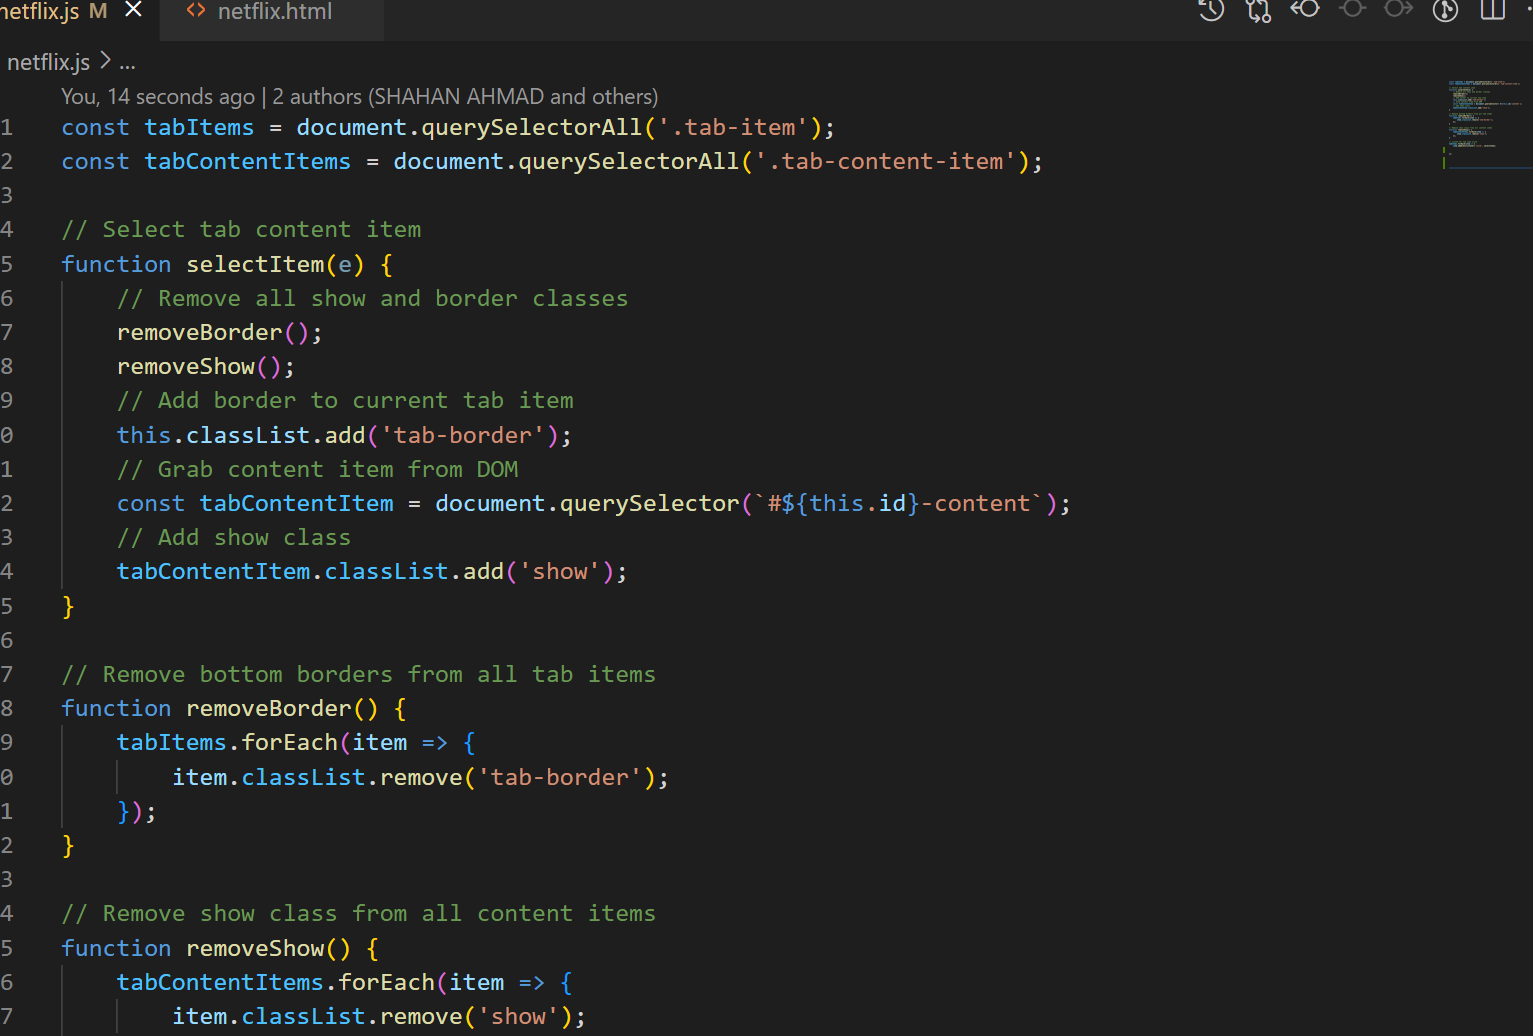 netflix.js M netflix.html
netflix.js > ...
You, 14 seconds ago | 2 authors (SHAHAN AHMAD and others)
1 const tabItems = document.querySelectorAll('.tab-item');
2 const tabContentItems = document.querySelectorAll('.tab-content-item');
3
4 // Select tab content item
5 function selectItem(e) {
6 // Remove all show and border classes
7 removeBorder();
8 removeShow();
9 // Add border to current tab item
0 this.classList.add('tab-border');
1 // Grab content item from DOM
2 const tabContentItem = document.querySelector(`#${this.id}-content`);
3 // Add show class
4 tabContentItem.classList.add('show');
5 }
6
7 // Remove bottom borders from all tab items
8 function removeBorder() {
9 tabItems.forEach(item => {
0 item.classList.remove('tab-border');
1 });
2 }
3
4 // Remove show class from all content items
5 function removeShow() {
6 tabContentItems.forEach(item => {
7 item.classList.remove('show');